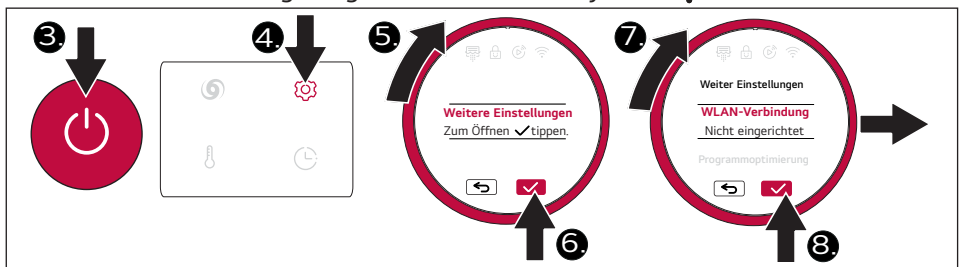 3.
4.
5.
Weitere Einstellungen
Zum Öffnen ✓ tippen.
6.
7.
Weiter Einstellungen
WLAN-Verbindung
Nicht eingerichtet
Programmoptimierung
8.